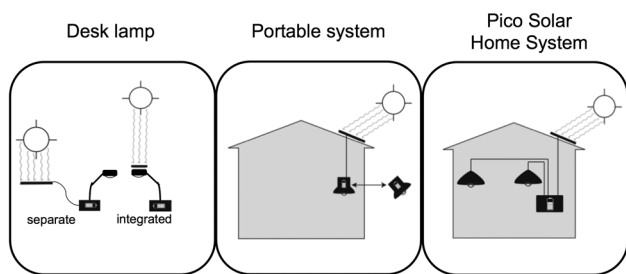 Desk lamp
Portable system
Pico Solar
Home System
separate
integrated